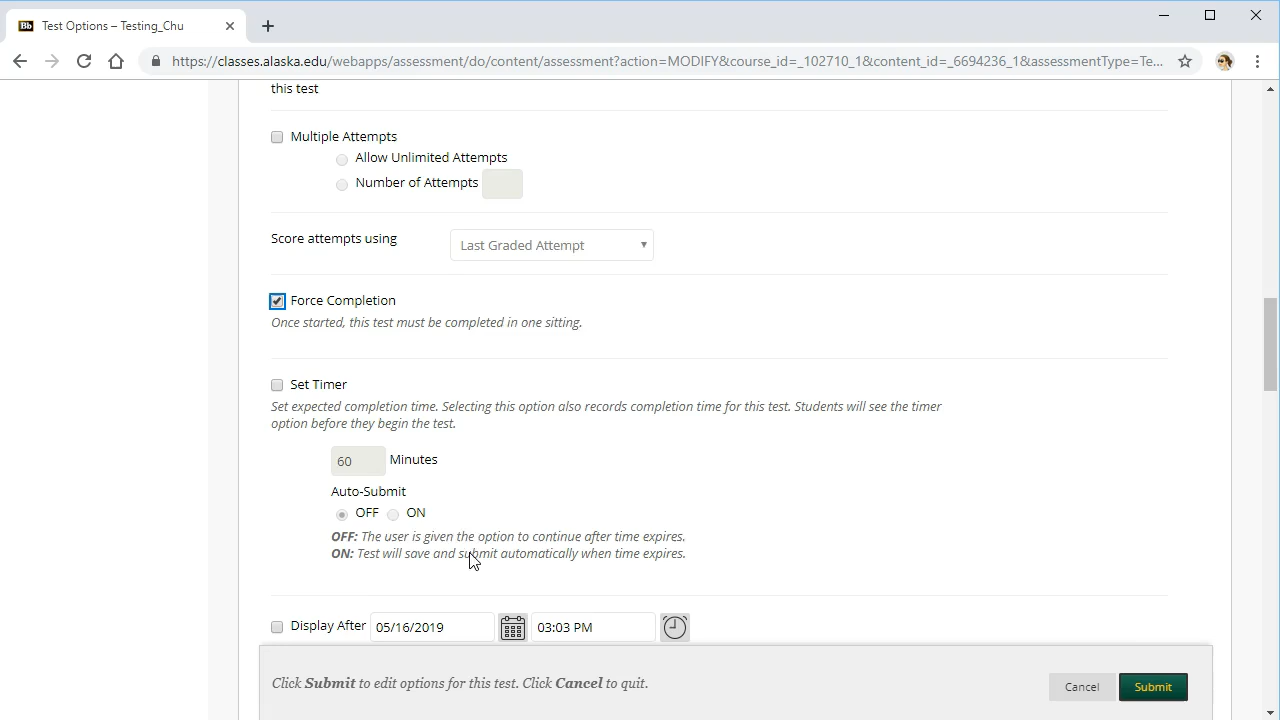 Bb Test Options – Testing_Chu
https://classes.alaska.edu/webapps/assessment/do/content/assessment?action=MODIFY&course_id=_102710_1&content_id=_6694236_1&assessmentType=Te...
this test
Multiple Attempts
Allow Unlimited Attempts
Number of Attempts
Score attempts using Last Graded Attempt
Force Completion
Once started, this test must be completed in one sitting.
Set Timer
Set expected completion time. Selecting this option also records completion time for this test. Students will see the timer
option before they begin the test.
60 Minutes
Auto-Submit
OFF ON
OFF: The user is given the option to continue after time expires.
ON: Test will save and submit automatically when time expires.
Display After 05/16/2019 03:03 PM
Click Submit to edit options for this test. Click Cancel to quit.
Cancel Submit